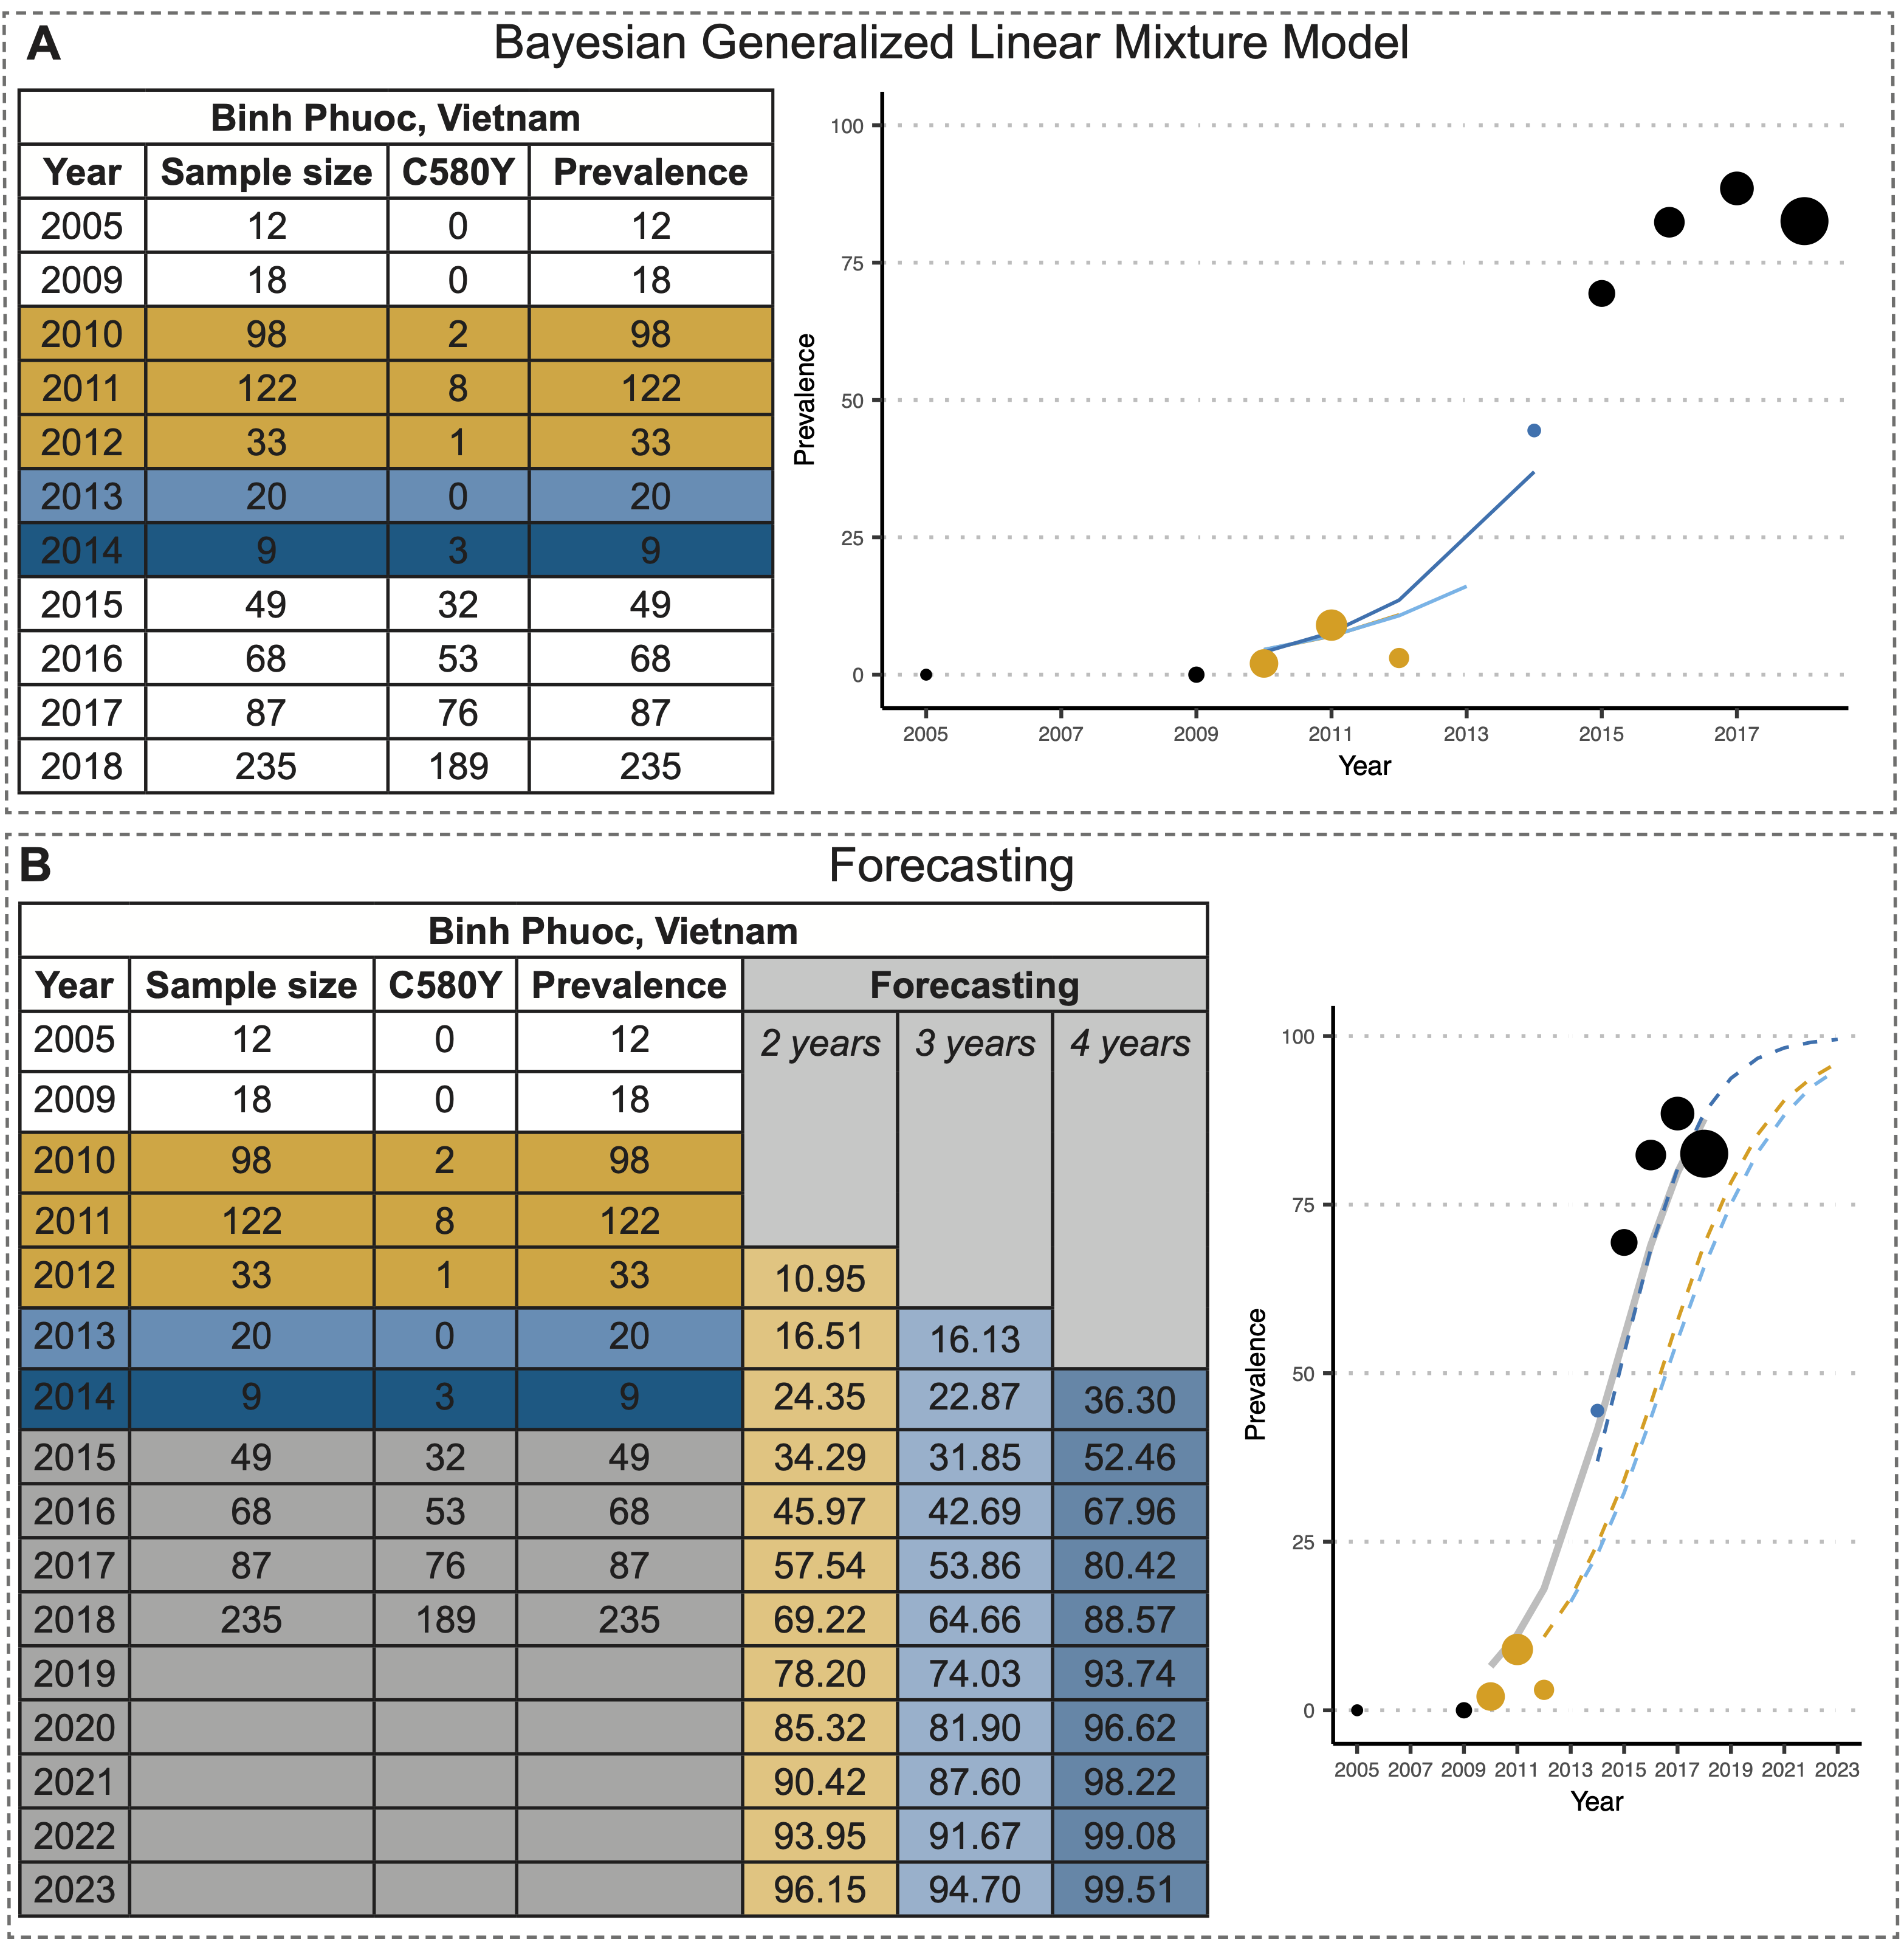 A
Bayesian Generalized Linear Mixture Model
Binh Phuoc, Vietnam
Year Sample size C580Y Prevalence
2005 12 0 12
2009 18 0 18
2010 98 2 98
2011 122 8 122
2012 33 1 33
2013 20 0 20
2014 9 3 9
2015 49 32 49
2016 68 53 68
2017 87 76 87
2018 235 189 235
Prevalence
100
75
50
25
0
2005 2007 2009 2011 2013 2015 2017
Year
B
Forecasting
Binh Phuoc, Vietnam
Year Sample size C580Y Prevalence Forecasting
2005 12 0 12 2 years 3 years 4 years
2009 18 0 18
2010 98 2 98
2011 122 8 122
2012 33 1 33 10.95
2013 20 0 20 16.51 16.13
2014 9 3 9 24.35 22.87 36.30
2015 49 32 49 34.29 31.85 52.46
2016 68 53 68 45.97 42.69 67.96
2017 87 76 87 57.54 53.86 80.42
2018 235 189 235 69.22 64.66 88.57
2019 78.20 74.03 93.74
2020 85.32 81.90 96.62
2021 90.42 87.60 98.22
2022 93.95 91.67 99.08
2023 96.15 94.70 99.51
Prevalence
100
75
50
25
0
2005 2007 2009 2011 2013 2015 2017 2019 2021 2023
Year